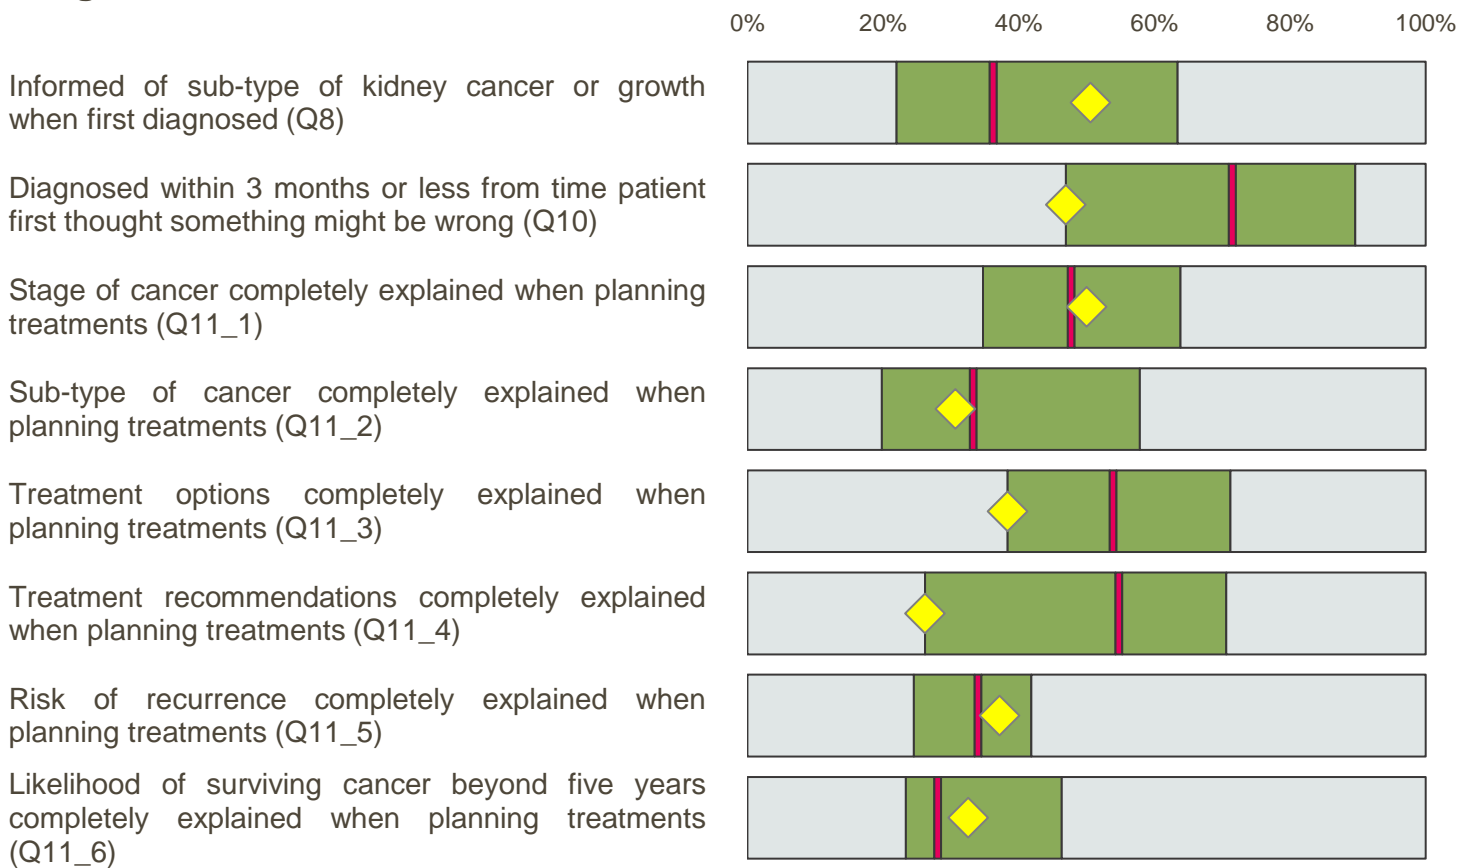 0% 20% 40% 60% 80% 100%
Informed of sub-type of kidney cancer or growth
when first diagnosed (Q8)
Diagnosed within 3 months or less from time patient
first thought something might be wrong (Q10)
Stage of cancer completely explained when planning
treatments (Q11_1)
Sub-type of cancer completely explained when
planning treatments (Q11_2)
Treatment options completely explained when
planning treatments (Q11_3)
Treatment recommendations completely explained
when planning treatments (Q11_4)
Risk of recurrence completely explained when
planning treatments (Q11_5)
Likelihood of surviving cancer beyond five years
completely explained when planning treatments
(Q11_6)